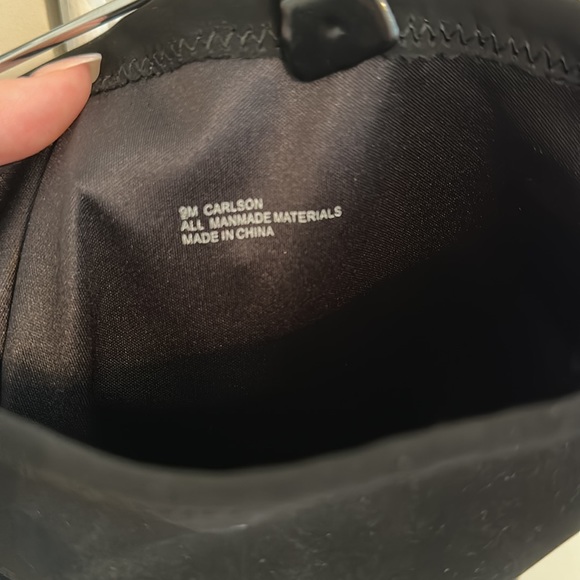 9M CARLSON
ALL MANMADE MATERIALS
MADE IN CHINA